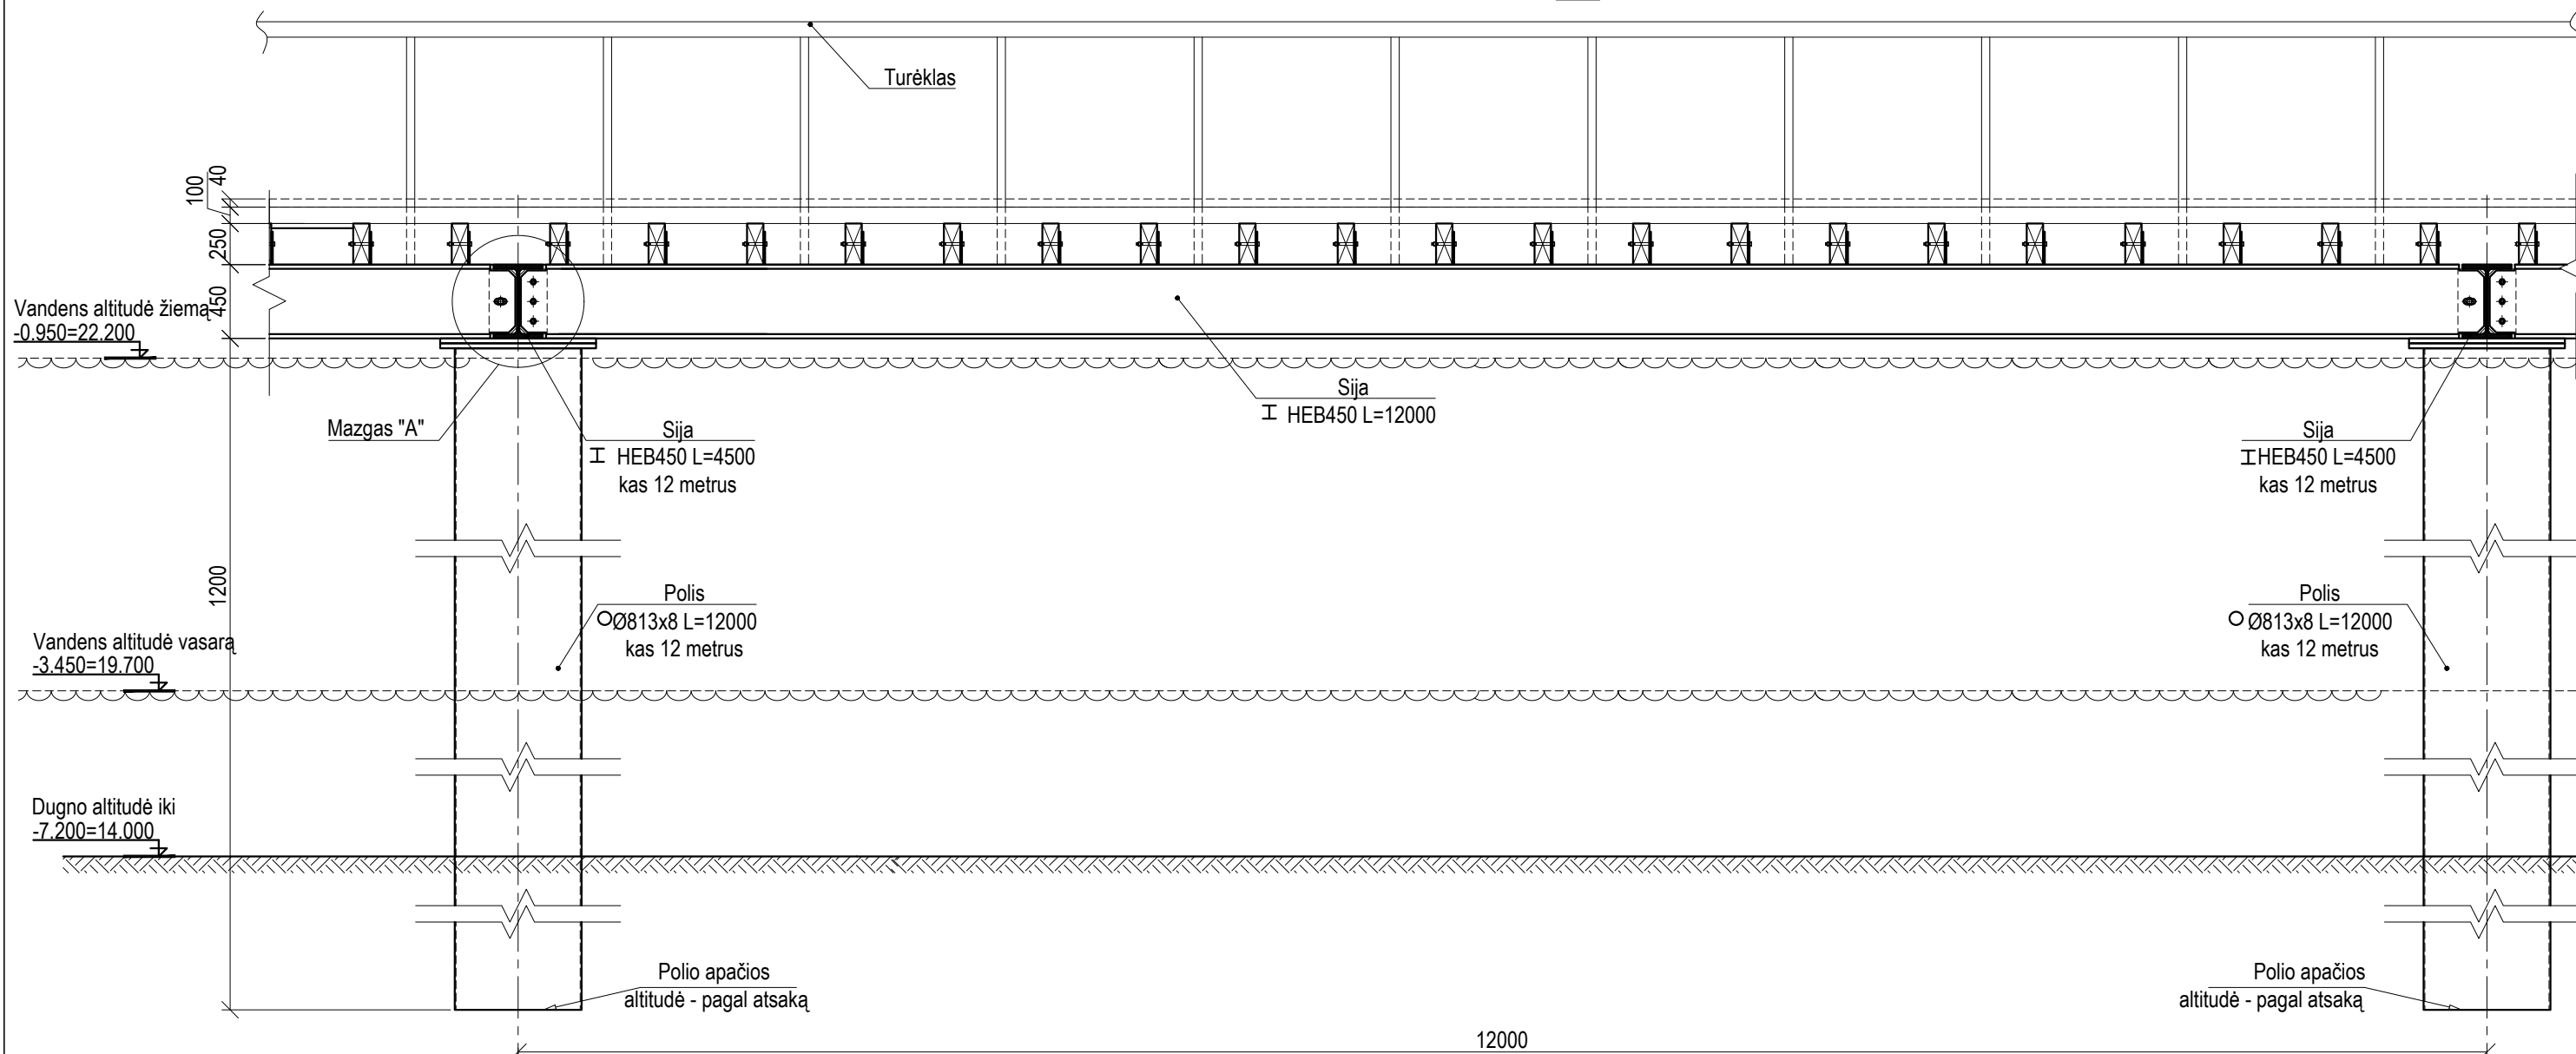 Turėklas
40
100
250
450
Vandens altitudė žiemą
-0.950=22.200
Mazgas "A"
Sija
HEB450 L=4500
kas 12 metrus
Sija
HEB450 L=12000
Sija
HEB450 L=4500
kas 12 metrus
1200
Polis
Ø813x8 L=12000
kas 12 metrus
Polis
Ø813x8 L=12000
kas 12 metrus
Vandens altitudė vasarą
-3.450=19.700
Dugno altitudė iki
-7.200=14.000
Polio apačios
altitudė - pagal atsaką
Polio apačios
altitudė - pagal atsaką
12000